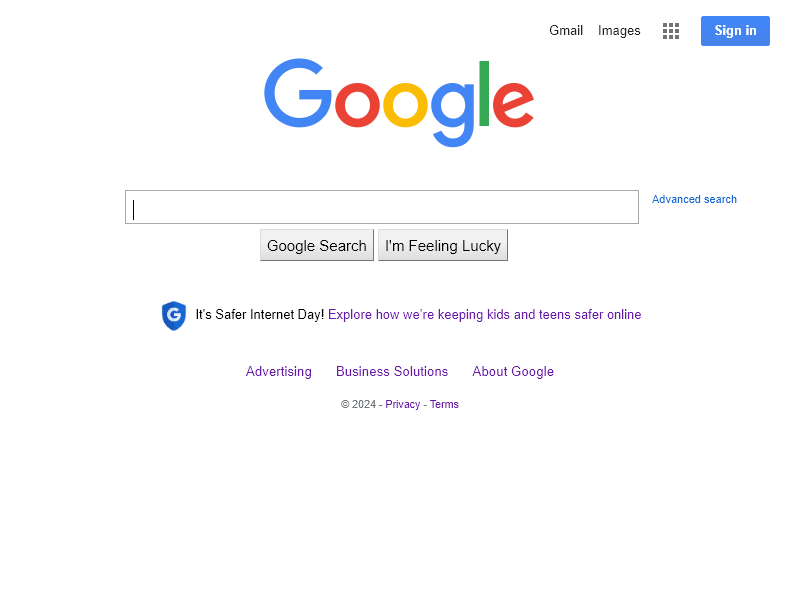 Gmail Images Sign in
Google
Advanced search
Google Search I'm Feeling Lucky
It's Safer Internet Day! Explore how we're keeping kids and teens safer online
Advertising Business Solutions About Google
© 2024 - Privacy - Terms